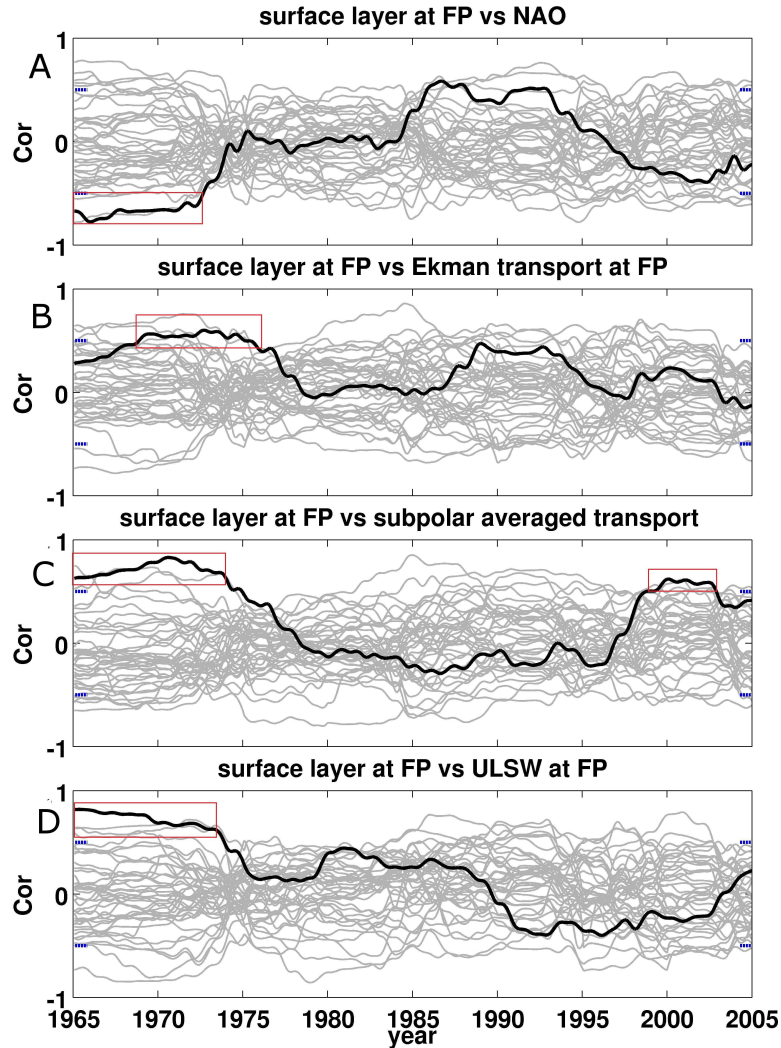 surface layer at FP vs NAO
1
A
0
Cor
-1
surface layer at FP vs Ekman transport at FP
1
B
0
Cor
-1
surface layer at FP vs subpolar averaged transport
1
C
0
Cor
-1
surface layer at FP vs ULSW at FP
1
D
0
Cor
-1
1965 1970 1975 1980 1985 1990 1995 2000 2005
year